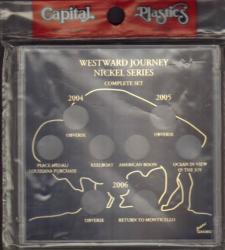 Capital Plastics
WESTWARD JOURNEY
NICKEL SERIES
COMPLETE SET
2004 2005
OBVERSE OBVERSE
PEACE MEDAL/ KEELBOAT AMERICAN BISON OCEAN IN VIEW
LOUISIANA PURCHASE O! THE JOY
2006
OBVERSE RETURN TO MONTICELLO